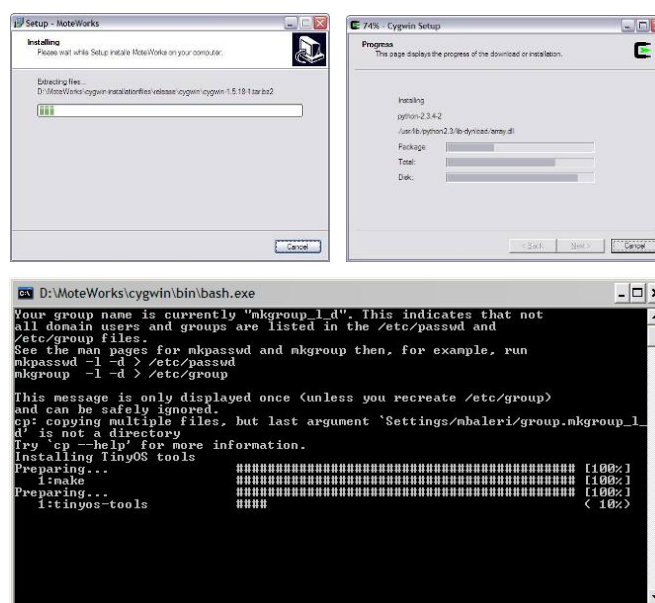 Setup - MoteWorks
Installing
Please wait while Setup installs MoteWorks on your computer.
Extracting files...
D:\MoteWorks\cygwin-installationfiles\release\cygwin\cygwin-1.5.18-1.tar.bz2
Cancel
74% - Cygwin Setup
Progress
This page displays the progress of the download or installation.
Installing
python-2.3.4-2
/usr/lib/python2.3/lib-dynload/array.dll
Package:
Total:
Disk:
< Back
Next >
Cancel
D:\MoteWorks\cygwin\bin\bash.exe
Your group name is currently "mkgroup_l_d". This indicates that not
all domain users and groups are listed in the /etc/passwd and
/etc/group files.
See the man pages for mkpasswd and mkgroup then, for example, run
mkpasswd -l -d > /etc/passwd
mkgroup  -l -d > /etc/group
This message is only displayed once (unless you recreate /etc/group)
and can be safely ignored.
cp: copying multiple files, but last argument `Settings/mbaleri/group.mkgroup_l_
d' is not a directory
Try `cp --help' for more information.
Installing TinyOS tools
Preparing... ########################################### [100%]
1:make ########################################### [100%]
Preparing... ########################################### [100%]
1:tinyos-tools #### ( 10%)